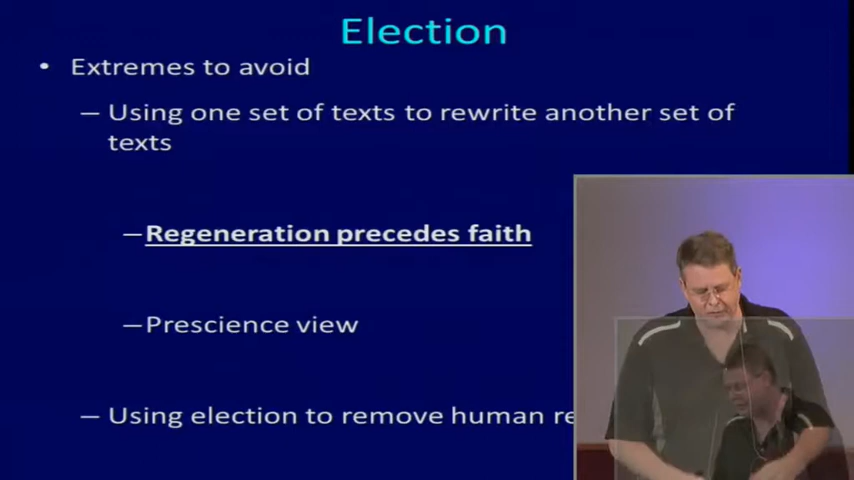 Election
• Extremes to avoid
– Using one set of texts to rewrite another set of
texts
–Regeneration precedes faith
–Prescience view
– Using election to remove human re